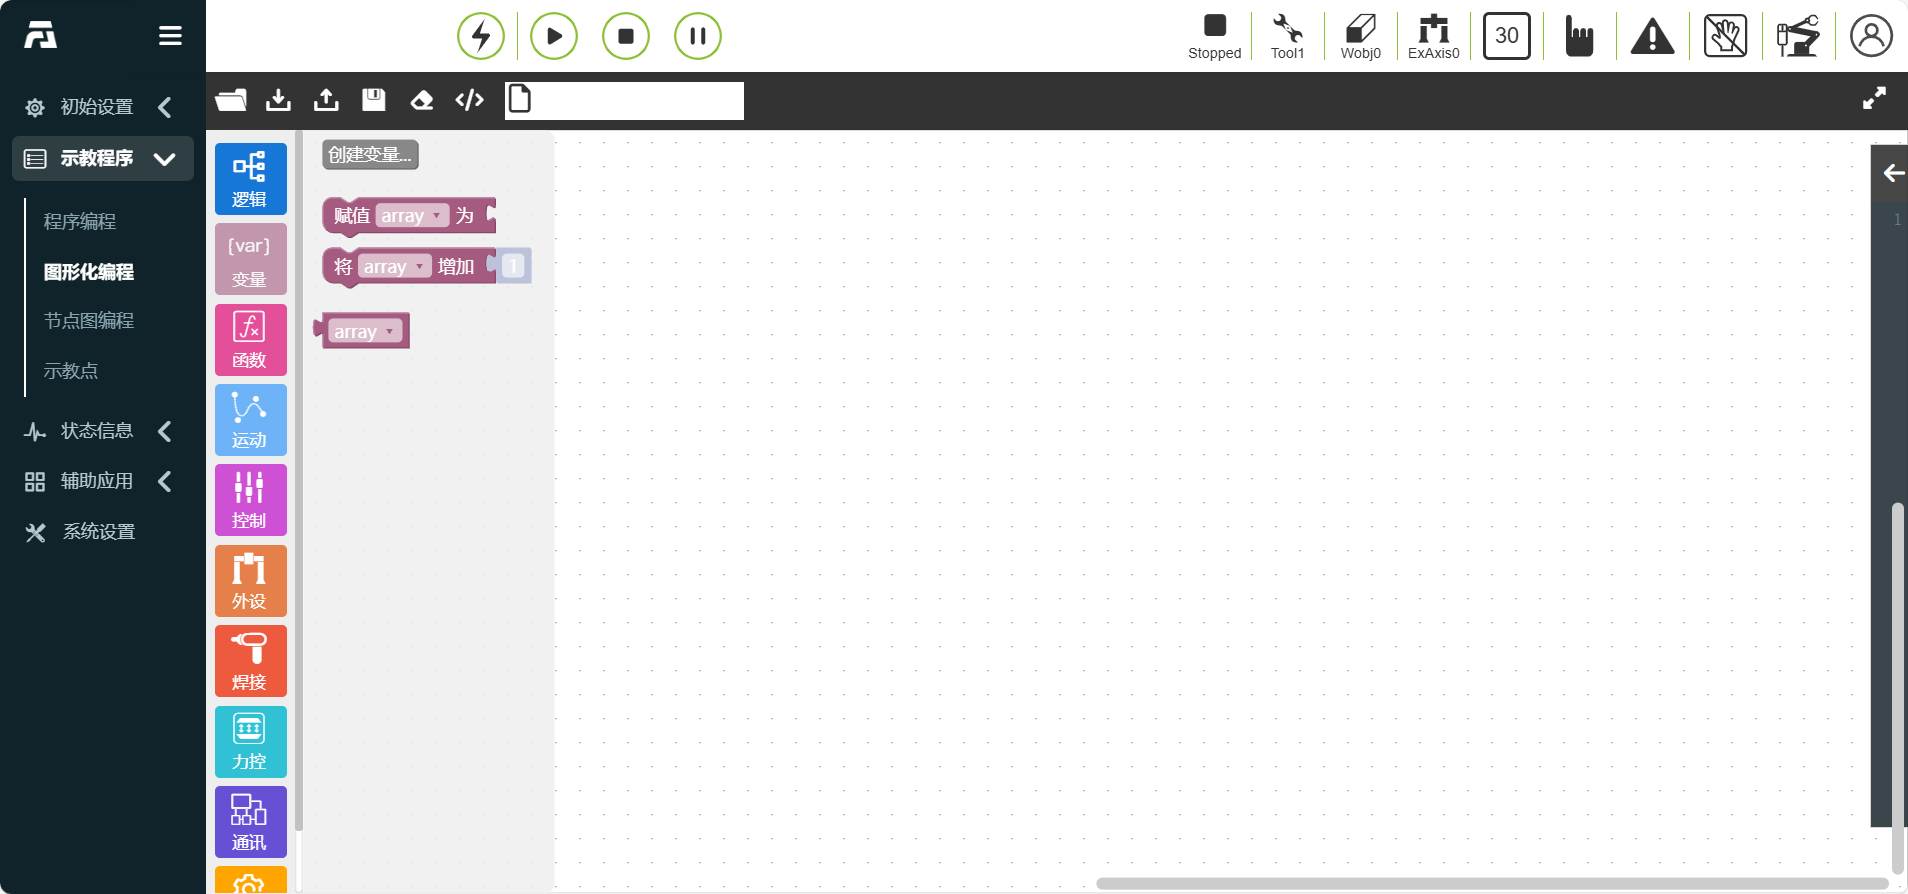 Stopped
Tool1
Wobj0
ExAxis0
30
初始设置
示教程序
程序编程
图形化编程
节点图编程
示教点
状态信息
辅助应用
系统设置
逻辑
{var}
变量
函数
运动
控制
外设
焊接
力控
通讯
创建变量...
赋值 array 为
将 array 增加 1
array
1